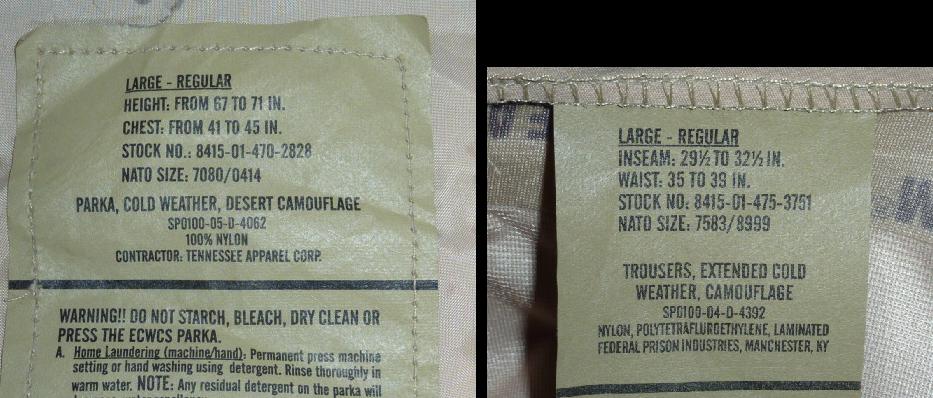 LARGE - REGULAR
HEIGHT: FROM 67 TO 71 IN.
CHEST: FROM 41 TO 45 IN.
STOCK NO.: 8415-01-470-2828
NATO SIZE: 7080/0414
PARKA, COLD WEATHER, DESERT CAMOUFLAGE
SP0100-05-D-4062
100% NYLON
CONTRACTOR: TENNESSEE APPAREL CORP.
WARNING!! DO NOT STARCH, BLEACH, DRY CLEAN OR
PRESS THE ECWCS PARKA.
A. Home Laundering (machine/hand): Permanent press machine
setting or hand washing using detergent. Rinse thoroughly in
warm water. NOTE: Any residual detergent on the parka will
LARGE - REGULAR
INSEAM: 29½ TO 32½ IN.
WAIST: 35 TO 39 IN.
STOCK NO.: 8415-01-475-3751
NATO SIZE: 7583/8999
TROUSERS, EXTENDED COLD
WEATHER, CAMOUFLAGE
SP0100-04-D-4392
NYLON, POLYTETRAFLUROETHYLENE, LAMINATED
FEDERAL PRISON INDUSTRIES, MANCHESTER, KY